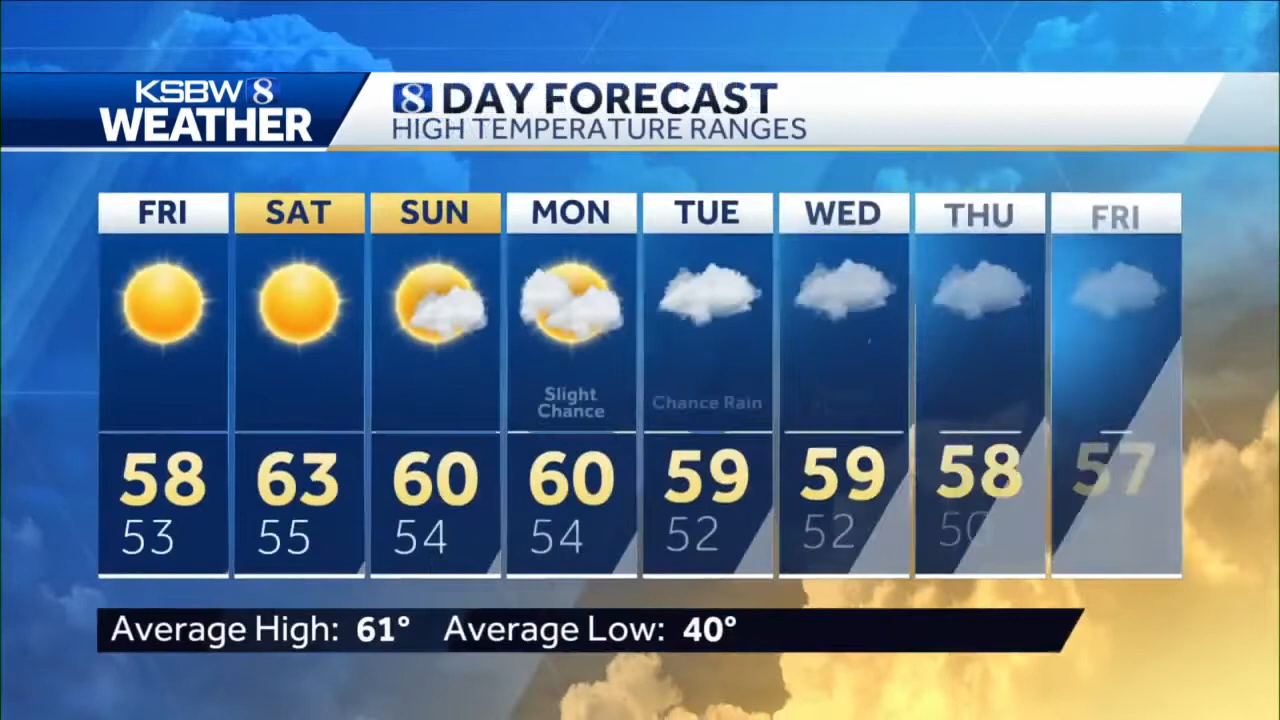 KSBW 8
WEATHER
8 DAY FORECAST
HIGH TEMPERATURE RANGES
FRI SAT SUN MON TUE WED THU FRI
Slight
Chance
Chance Rain
58 63 60 60 59 59 58 57
53 55 54 54 52 52 50
Average High: 61° Average Low: 40°